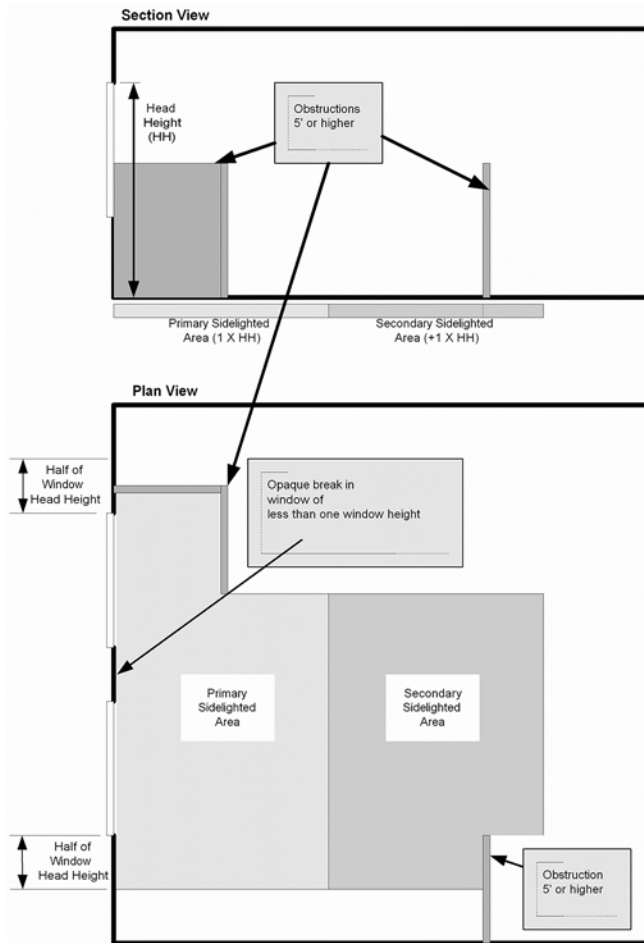 Section View
Head
Height
(HH)
Obstructions
5' or higher
Primary Sidelighted
Area (1 X HH)
Secondary Sidelighted
Area (+1 X HH)
Plan View
Half of
Window
Head Height
Opaque break in
window of
less than one window height
Primary
Sidelighted
Area
Secondary
Sidelighted
Area
Half of
Window
Head Height
Obstruction
5' or higher